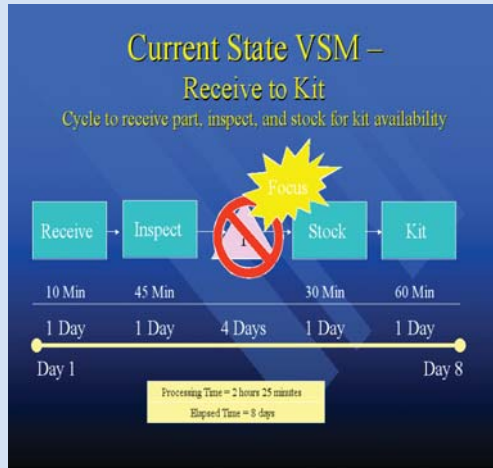 Current State VSM –
Receive to Kit
Cycle to receive part, inspect, and stock for kit availability
Focus
Receive Inspect Stock Kit
10 Min 45 Min 30 Min 60 Min
1 Day 1 Day 4 Days 1 Day 1 Day
Day 1 Day 8
Processing Time = 2 hours 25 minutes
Elapsed Time = 8 days